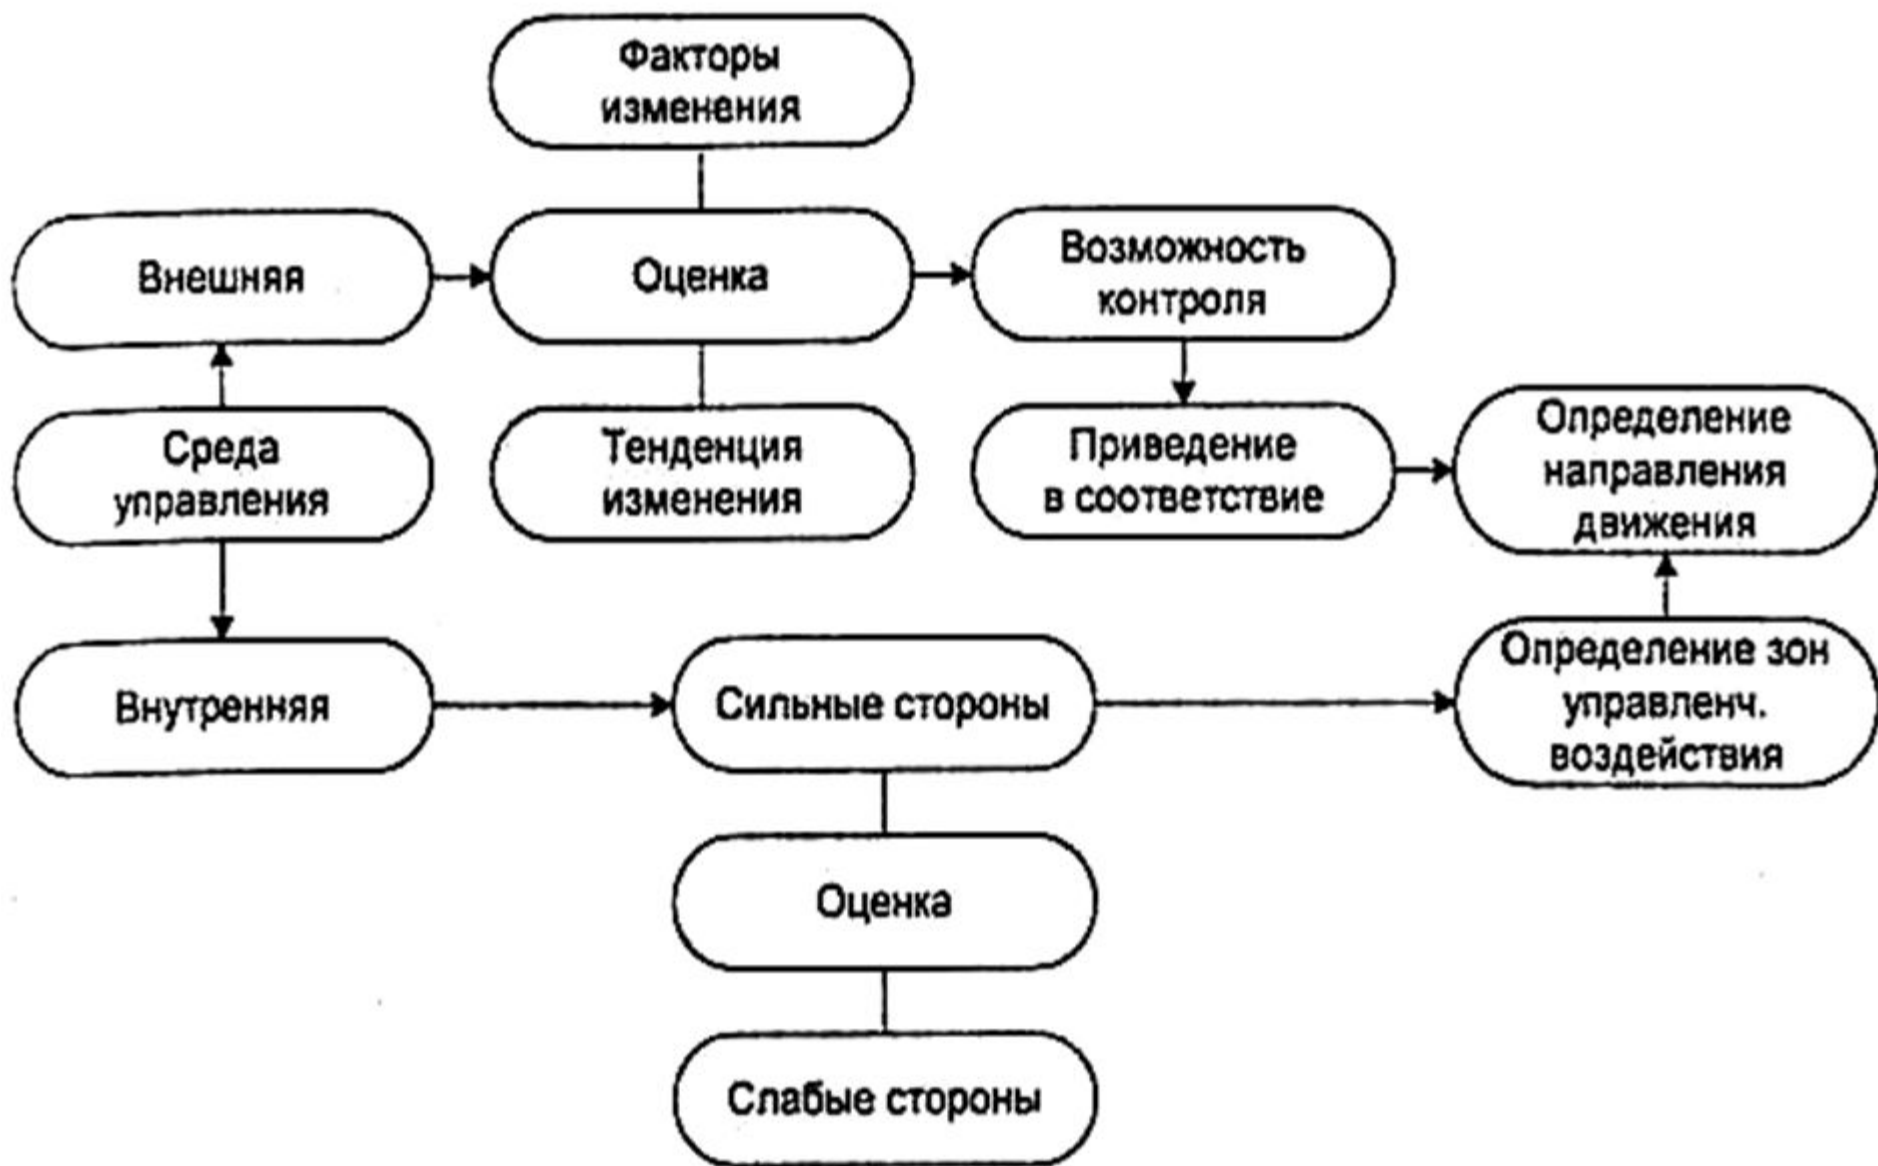 Факторы
изменения
Внешняя
Оценка
Возможность
контроля
Среда
управления
Тенденция
изменения
Приведение
в соответствие
Определение
направления
движения
Внутренняя
Сильные стороны
Определение зон
управленч.
воздействия
Оценка
Слабые стороны